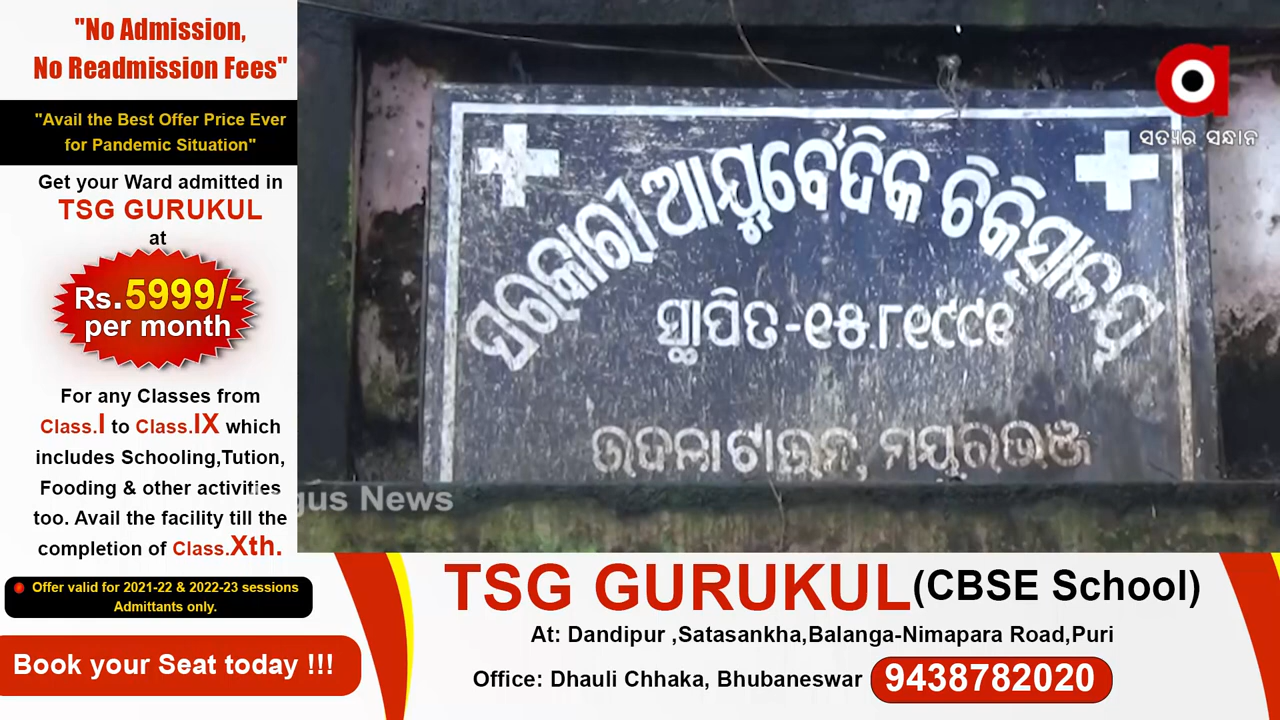 "No Admission,
No Readmission Fees"
"Avail the Best Offer Price Ever
for Pandemic Situation"
Get your Ward admitted in
TSG GURUKUL
at
Rs.5999/-
per month
For any Classes from
Class.I to Class.IX which
includes Schooling,Tution,
Fooding & other activities
too. Avail the facility till the
completion of Class.Xth.
Offer valid for 2021-22 & 2022-23 sessions
Admittants only.
Book your Seat today !!!
ସତ୍ୟର ସନ୍ଧାନ
ସରକାରୀ ଆୟୁର୍ବେଦିକ ଚିକିତ୍ସାଳୟ
ସ୍ଥାପିତ-୧୫.୮୧୯୯୧
ଉଦଳା ଟାଉନ, ମୟୂରଭଞ୍ଜ
gus News
TSG GURUKUL(CBSE School)
At: Dandipur ,Satasankha,Balanga-Nimapara Road,Puri
Office: Dhauli Chhaka, Bhubaneswar 9438782020